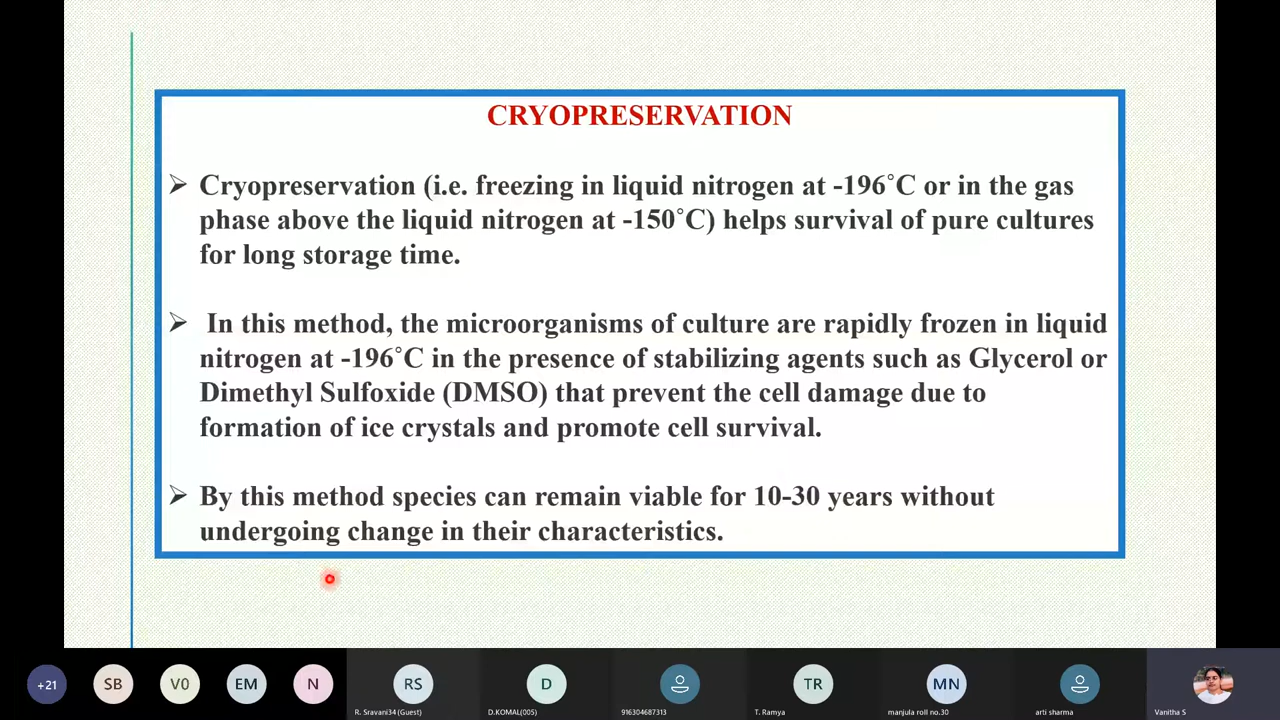 CRYOPRESERVATION
➢ Cryopreservation (i.e. freezing in liquid nitrogen at -196˚C or in the gas
phase above the liquid nitrogen at -150˚C) helps survival of pure cultures
for long storage time.
➢ In this method, the microorganisms of culture are rapidly frozen in liquid
nitrogen at -196˚C in the presence of stabilizing agents such as Glycerol or
Dimethyl Sulfoxide (DMSO) that prevent the cell damage due to
formation of ice crystals and promote cell survival.
➢ By this method species can remain viable for 10-30 years without
undergoing change in their characteristics.
+21 SB V0 EM N RS D TR MN
R. Sravani34 (Guest) D.KOMAL(005) 916304687313 T. Ramya manjula roll no.30 arti sharma Vanitha S